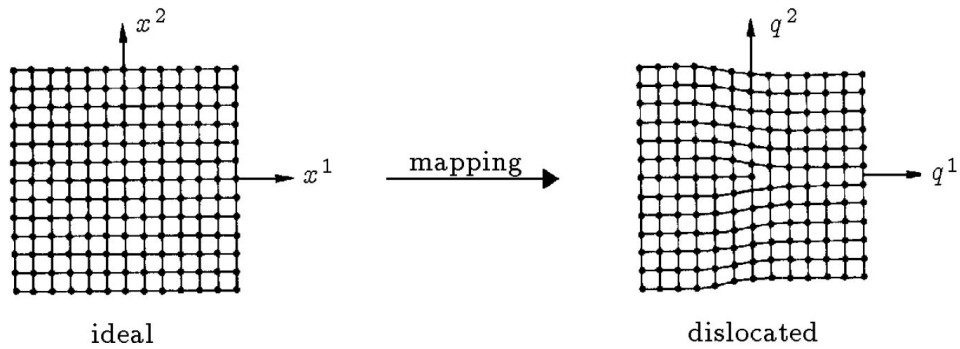 x² q²
x¹ mapping q¹
ideal dislocated